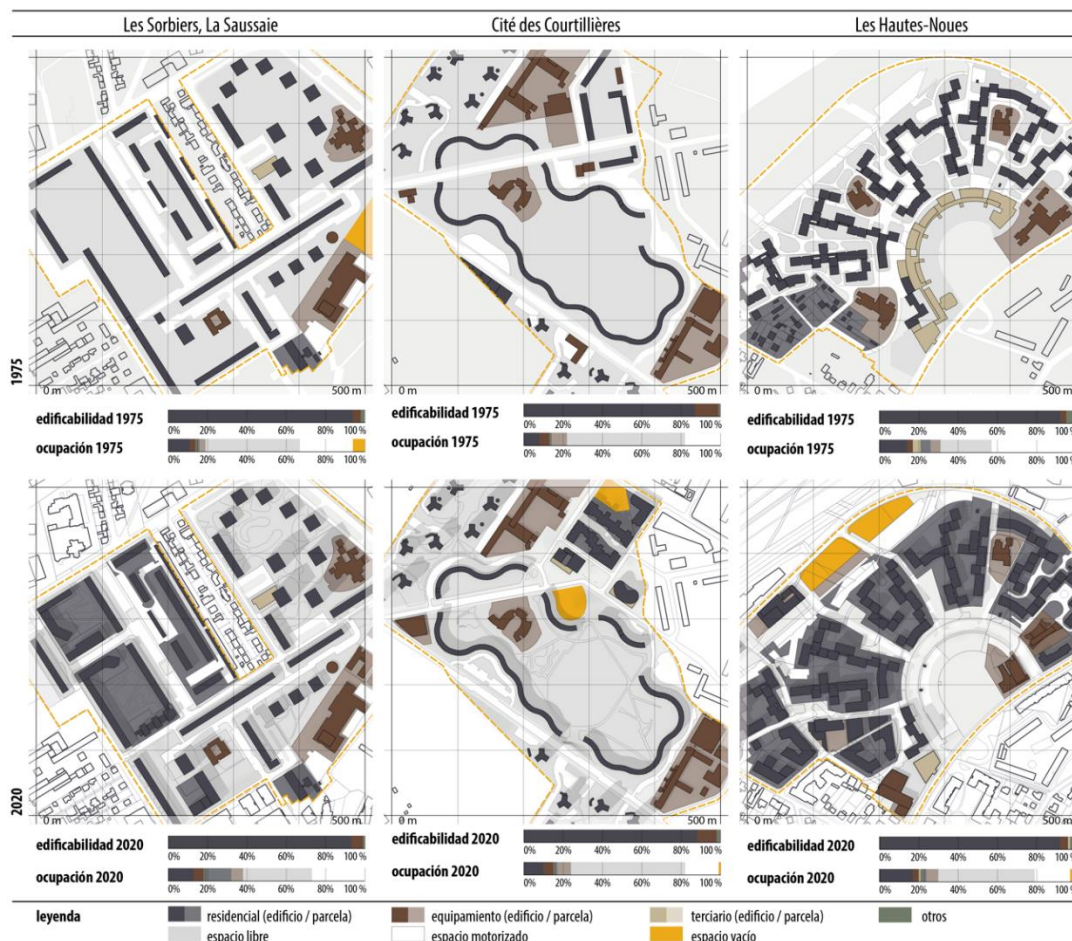 Les Sorbiers, La Saussaie
Cité des Courtillières
Les Hautes-Noues
1975
0 m 500 m
0 m 500 m
0 m 500 m
edificabilidad 1975
0% 20% 40% 60% 80% 100 %
ocupación 1975
0% 20% 40% 60% 80% 100 %
edificabilidad 1975
0% 20% 40% 60% 80% 100 %
ocupación 1975
0% 20% 40% 60% 80% 100 %
edificabilidad 1975
0% 20% 40% 60% 80% 100 %
ocupación 1975
0% 20% 40% 60% 80% 100 %
2020
0 m 500 m
0 m 500 m
0 m 500 m
edificabilidad 2020
0% 20% 40% 60% 80% 100 %
ocupación 2020
0% 20% 40% 60% 80% 100 %
edificabilidad 2020
0% 20% 40% 60% 80% 100 %
ocupación 2020
0% 20% 40% 60% 80% 100 %
edificabilidad 2020
0% 20% 40% 60% 80% 100 %
ocupación 2020
0% 20% 40% 60% 80% 100 %
leyenda
residencial (edificio / parcela)
equipamiento (edificio / parcela)
terciario (edificio / parcela)
otros
espacio libre
espacio motorizado
espacio vacío